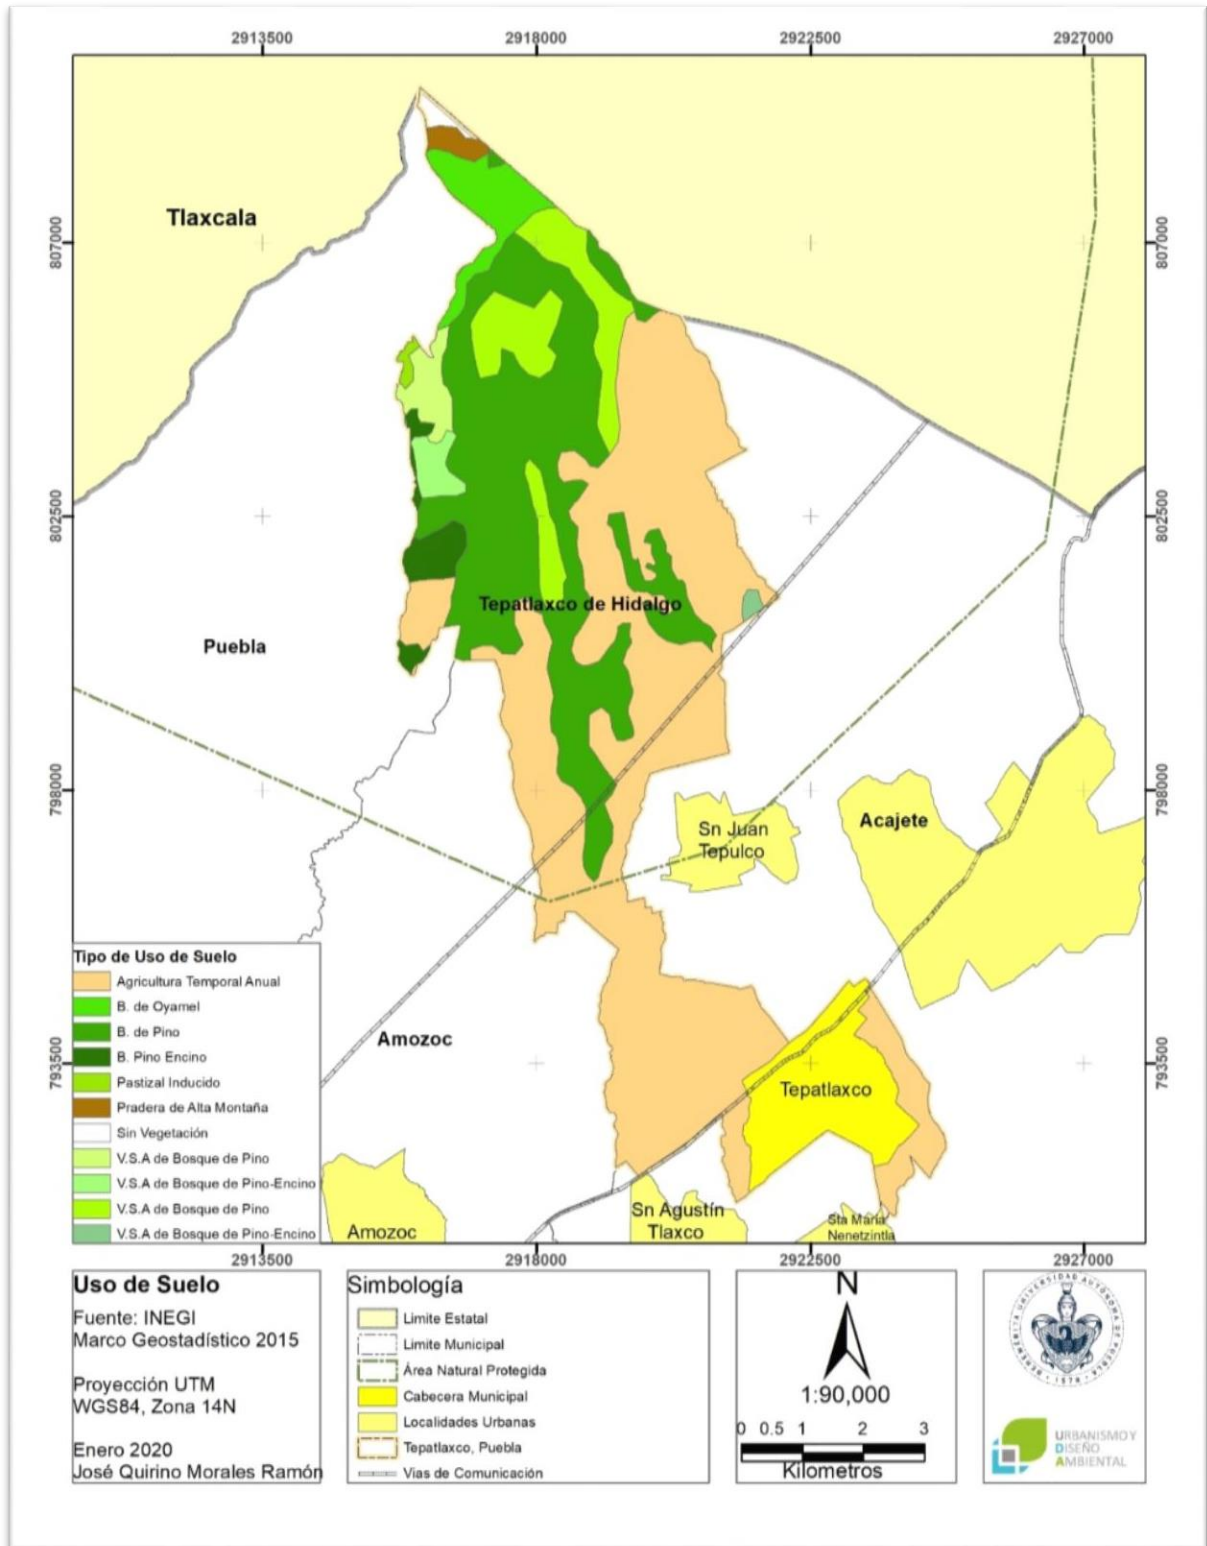 2913500 2918000 2922500 2927000
Tlaxcala
807000 807000
802500 802500
Tepatlaxco de Hidalgo
Puebla
798000 798000
Sn Juan
Tepulco
Acajete
Tipo de Uso de Suelo
Agricultura Temporal Anual
B. de Oyamel
B. de Pino
B. Pino Encino
Pastizal Inducido
Pradera de Alta Montaña
Sin Vegetación
V.S.A de Bosque de Pino
V.S.A de Bosque de Pino-Encino
V.S.A de Bosque de Pino
V.S.A de Bosque de Pino-Encino
Amozoc
793500 793500
Tepatlaxco
Amozoc
Sn Agustín
Tlaxco
Sta María
Nenetzintla
2913500 2918000 2922500 2927000
Uso de Suelo
Fuente: INEGI
Marco Geostadístico 2015
Proyección UTM
WGS84, Zona 14N
Enero 2020
José Quirino Morales Ramón
Simbología
Limite Estatal
Limite Municipal
Área Natural Protegida
Cabecera Municipal
Localidades Urbanas
Tepatlaxco, Puebla
Vias de Comunicación
N
1:90,000
0 0.5 1 2 3
Kilometros
BENEMÉRITA UNIVERSIDAD AUTÓNOMA DE PUEBLA
1578
URBANISMO Y
DISEÑO
AMBIENTAL